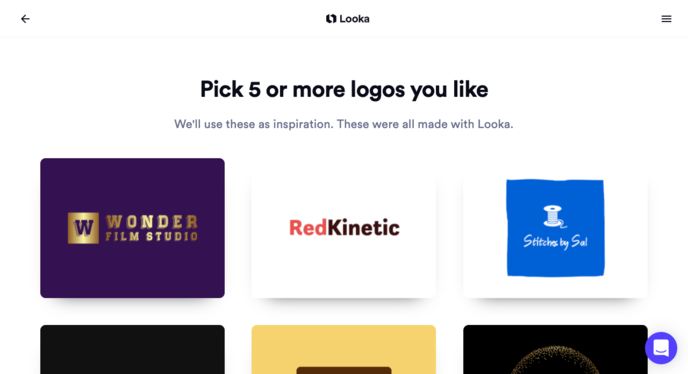 Looka
Pick 5 or more logos you like
We'll use these as inspiration. These were all made with Looka.
W WONDER
FILM STUDIO
RedKinetic
Stitches by Sal